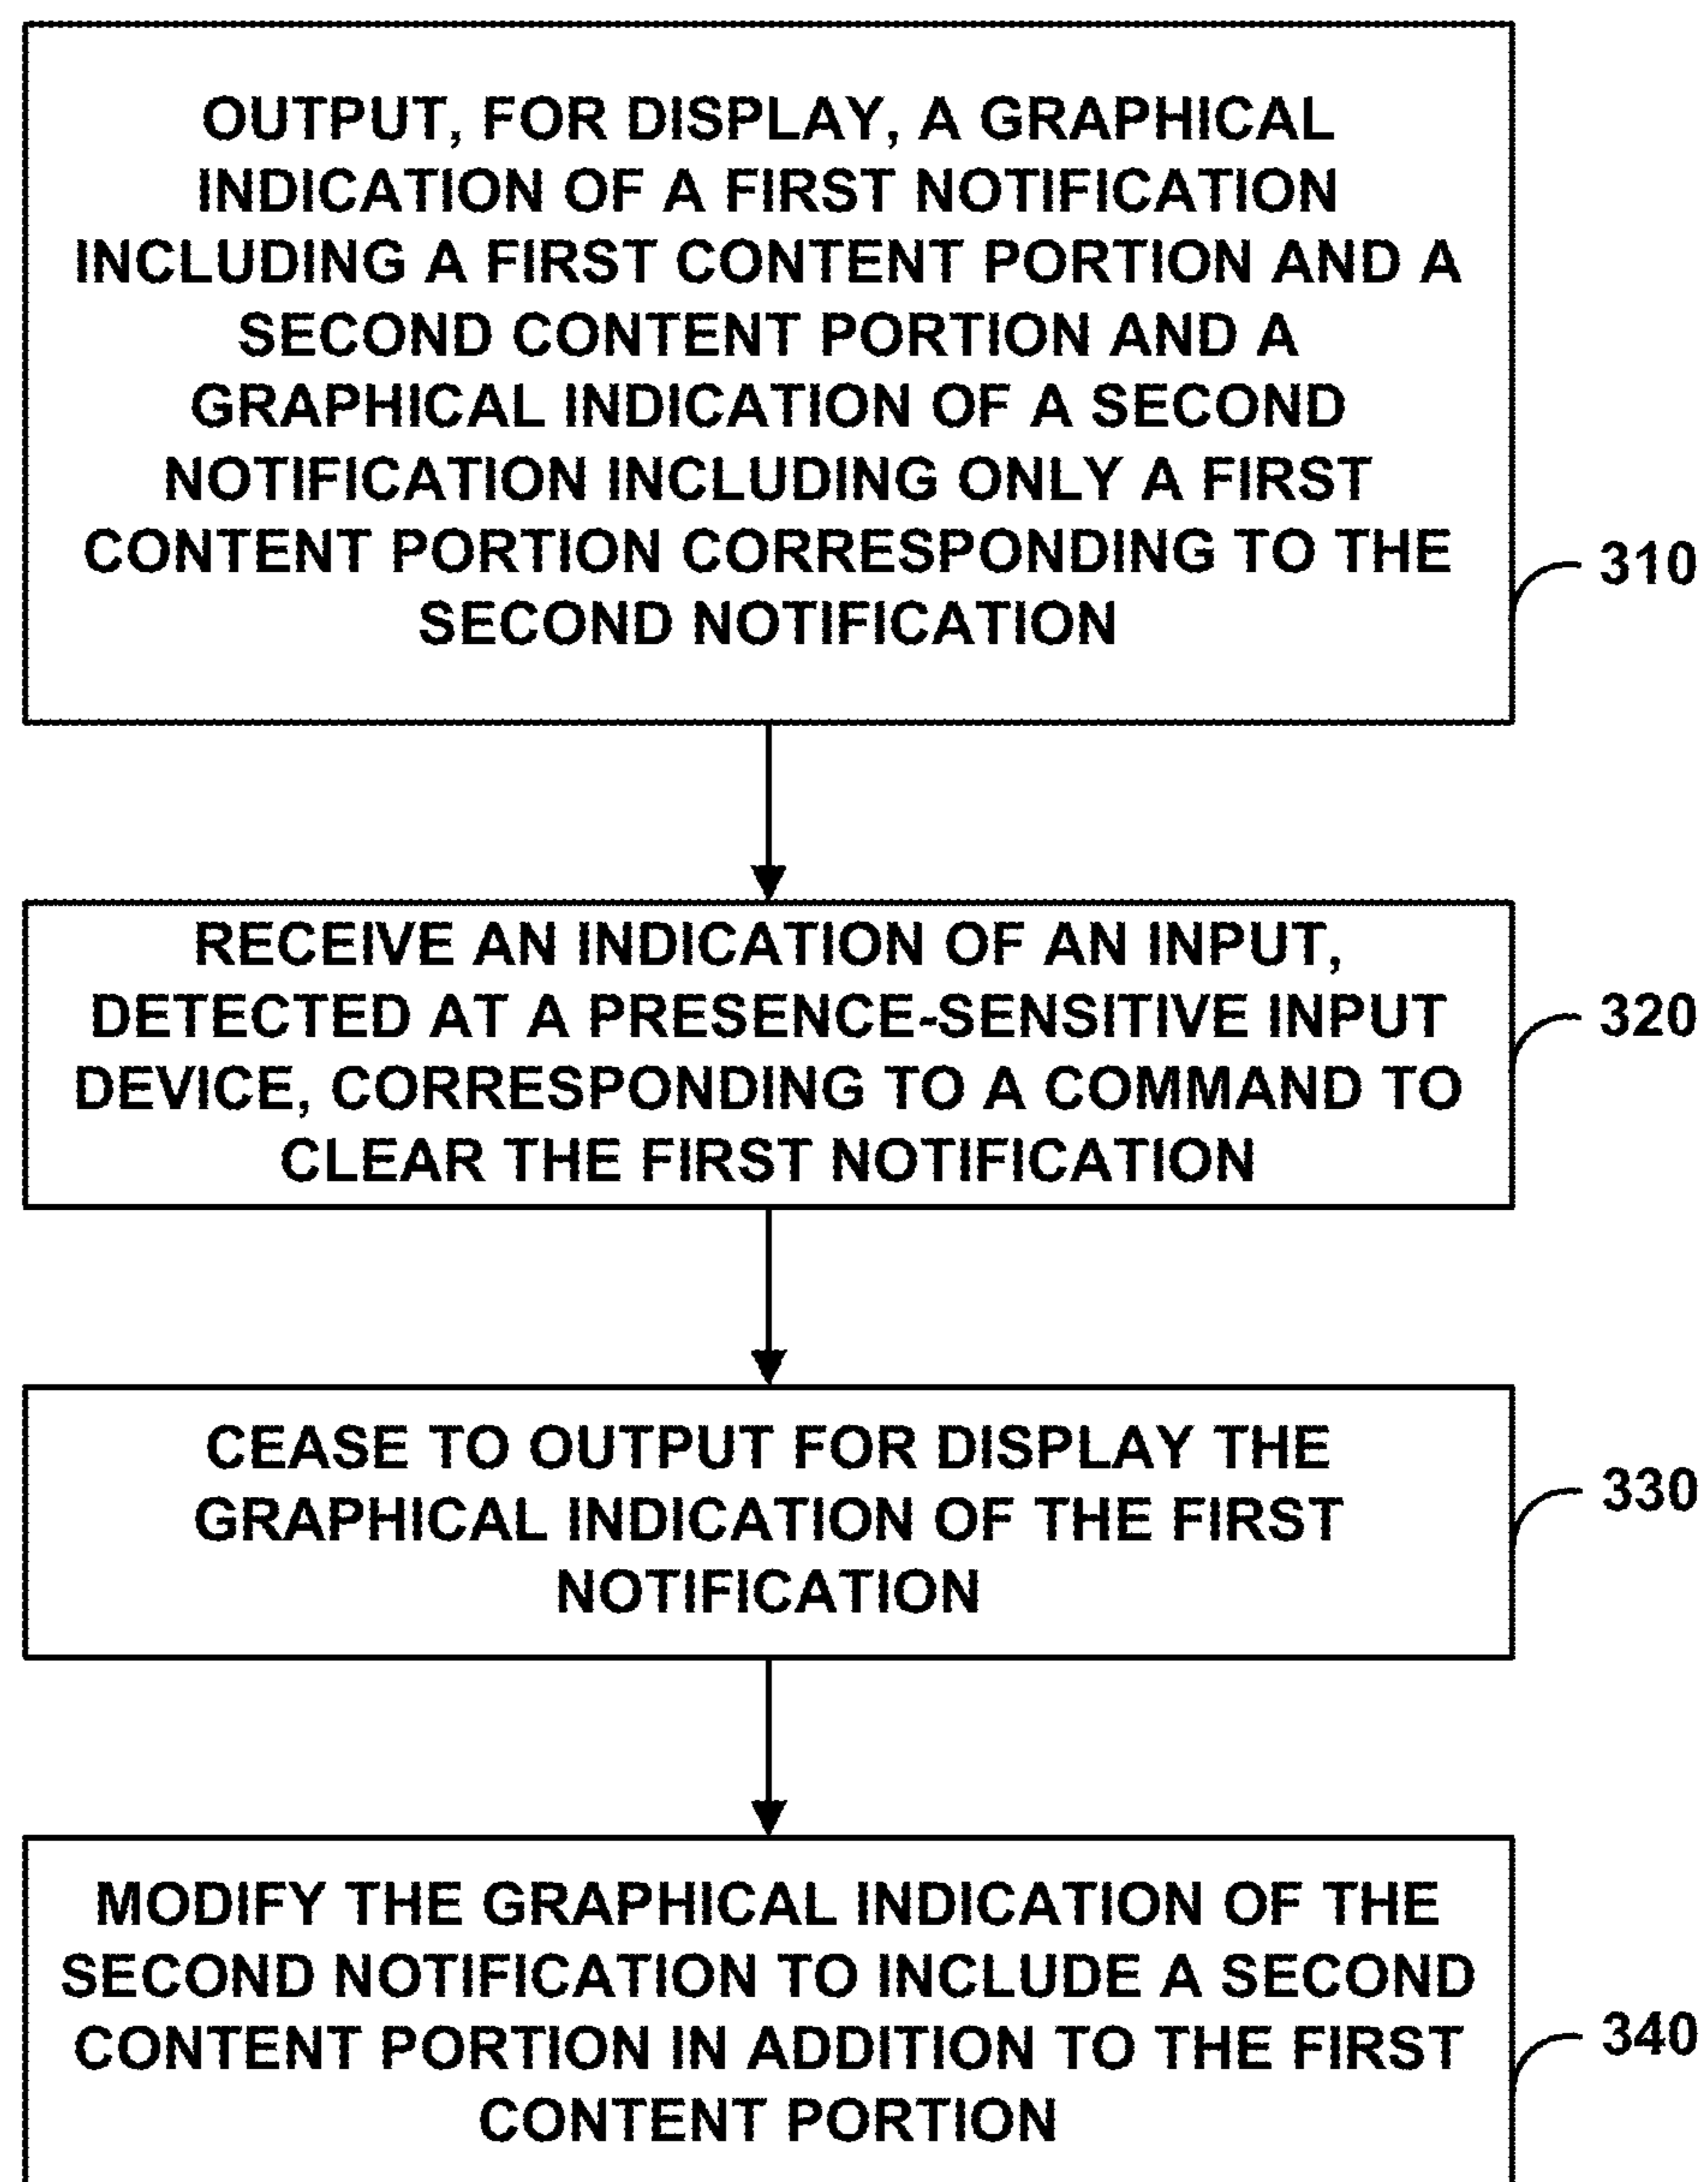 OUTPUT, FOR DISPLAY, A GRAPHICAL
INDICATION OF A FIRST NOTIFICATION
INCLUDING A FIRST CONTENT PORTION AND A
SECOND CONTENT PORTION AND A
GRAPHICAL INDICATION OF A SECOND
NOTIFICATION INCLUDING ONLY A FIRST
CONTENT PORTION CORRESPONDING TO THE
SECOND NOTIFICATION
310
RECEIVE AN INDICATION OF AN INPUT,
DETECTED AT A PRESENCE-SENSITIVE INPUT
DEVICE, CORRESPONDING TO A COMMAND TO
CLEAR THE FIRST NOTIFICATION
320
CEASE TO OUTPUT FOR DISPLAY THE
GRAPHICAL INDICATION OF THE FIRST
NOTIFICATION
330
MODIFY THE GRAPHICAL INDICATION OF THE
SECOND NOTIFICATION TO INCLUDE A SECOND
CONTENT PORTION IN ADDITION TO THE FIRST
CONTENT PORTION
340